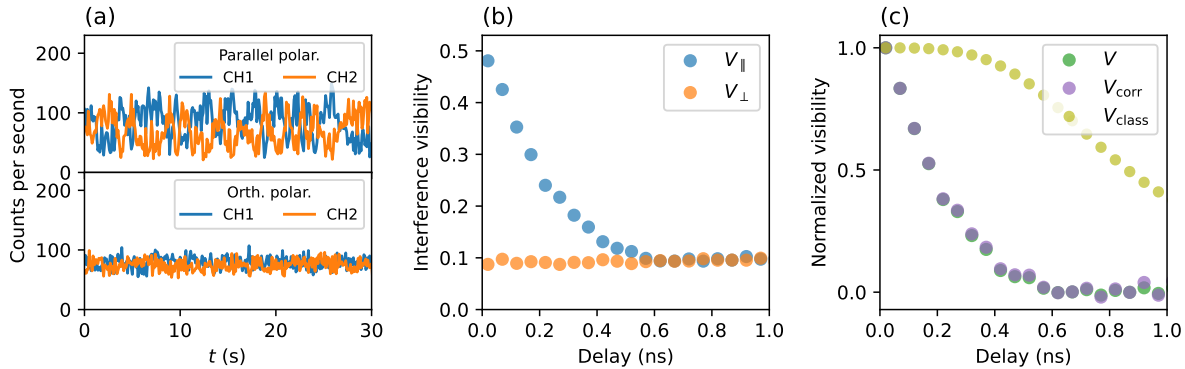 (a)
Counts per second
200
100
0
Parallel polar.
CH1 CH2
200
100
0
Orth. polar.
CH1 CH2
0 10 20 30
t (s)
(b)
Interference visibility
0.5
0.4
0.3
0.2
0.1
0.0
V∥
V⊥
0.0 0.2 0.4 0.6 0.8 1.0
Delay (ns)
(c)
Normalized visibility
1.0
0.5
0.0
V
Vcorr
Vclass
0.0 0.2 0.4 0.6 0.8 1.0
Delay (ns)